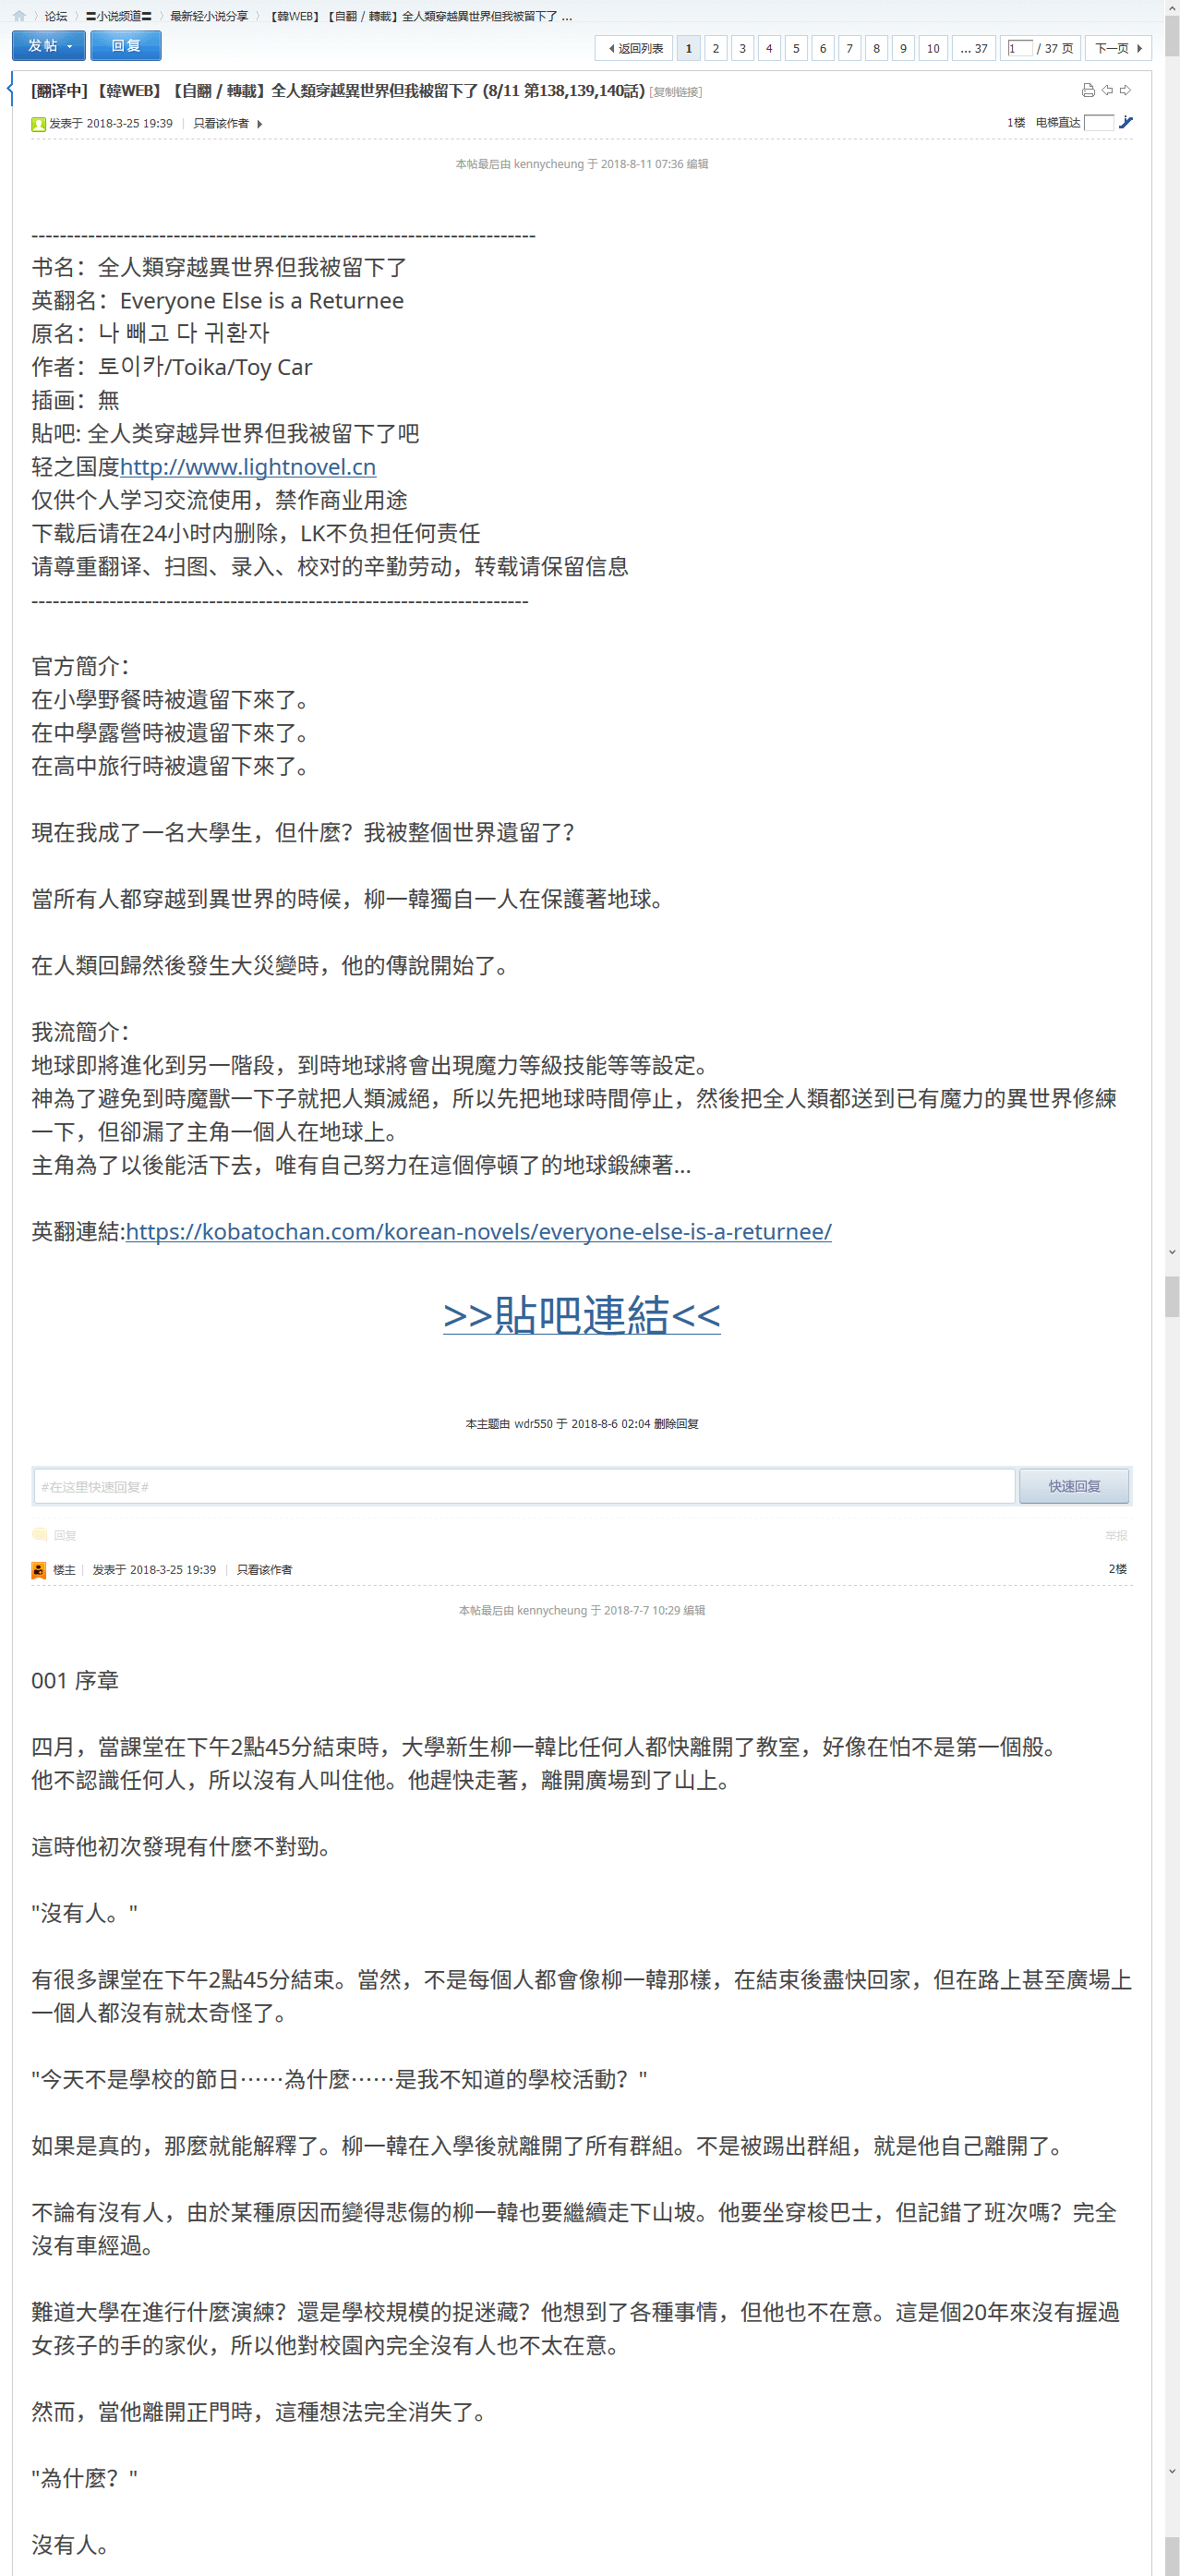 论坛 〉 〓小说频道〓 〉 最新轻小说分享 〉 【韓WEB】【自翻 / 轉載】全人類穿越異世界但我被留下了 ...
发帖 回复 返回列表 1 2 3 4 5 6 7 8 9 10 ... 37 1 / 37 页 下一页
[翻译中] 【韓WEB】【自翻 / 轉載】全人類穿越異世界但我被留下了 (8/11 第138,139,140話) [复制链接]
发表于 2018-3-25 19:39 | 只看该作者 1楼 电梯直达
本帖最后由 kennycheung 于 2018-8-11 07:36 编辑
-----------------------------------------------------------------------
书名：全人類穿越異世界但我被留下了
英翻名：Everyone Else is a Returnee
原名：나 빼고 다 귀환자
作者：토이카/Toika/Toy Car
插画：無
貼吧: 全人类穿越异世界但我被留下了吧
轻之国度http://www.lightnovel.cn
仅供个人学习交流使用，禁作商业用途
下载后请在24小时内删除，LK不负担任何责任
请尊重翻译、扫图、录入、校对的辛勤劳动，转载请保留信息
----------------------------------------------------------------------
官方簡介：
在小學野餐時被遺留下來了。
在中學露營時被遺留下來了。
在高中旅行時被遺留下來了。
現在我成了一名大學生，但什麼？我被整個世界遺留了？
當所有人都穿越到異世界的時候，柳一韓獨自一人在保護著地球。
在人類回歸然後發生大災變時，他的傳說開始了。
我流簡介：
地球即將進化到另一階段，到時地球將會出現魔力等級技能等等設定。
神為了避免到時魔獸一下子就把人類滅絕，所以先把地球時間停止，然後把全人類都送到已有魔力的異世界修練
一下，但卻漏了主角一個人在地球上。
主角為了以後能活下去，唯有自己努力在這個停頓了的地球鍛練著...
英翻連結:https://kobatochan.com/korean-novels/everyone-else-is-a-returnee/
>>貼吧連結<<
本主题由 wdr550 于 2018-8-6 02:04 删除回复
#在这里快速回复# 快速回复
回复 举报
楼主 | 发表于 2018-3-25 19:39 | 只看该作者 2楼
本帖最后由 kennycheung 于 2018-7-7 10:29 编辑
001 序章
四月，當課堂在下午2點45分結束時，大學新生柳一韓比任何人都快離開了教室，好像在怕不是第一個般。
他不認識任何人，所以沒有人叫住他。他趕快走著，離開廣場到了山上。
這時他初次發現有什麼不對勁。
"沒有人。"
有很多課堂在下午2點45分結束。當然，不是每個人都會像柳一韓那樣，在結束後盡快回家，但在路上甚至廣場上
一個人都沒有就太奇怪了。
"今天不是學校的節日⋯⋯為什麼⋯⋯是我不知道的學校活動？"
如果是真的，那麼就能解釋了。柳一韓在入學後就離開了所有群組。不是被踢出群組，就是他自己離開了。
不論有沒有人，由於某種原因而變得悲傷的柳一韓也要繼續走下山坡。他要坐穿梭巴士，但記錯了班次嗎？完全
沒有車經過。
難道大學在進行什麼演練？還是學校規模的捉迷藏？他想到了各種事情，但他也不在意。這是個20年來沒有握過
女孩子的手的家伙，所以他對校園內完全沒有人也不太在意。
然而，當他離開正門時，這種想法完全消失了。
"為什麼？"
沒有人。